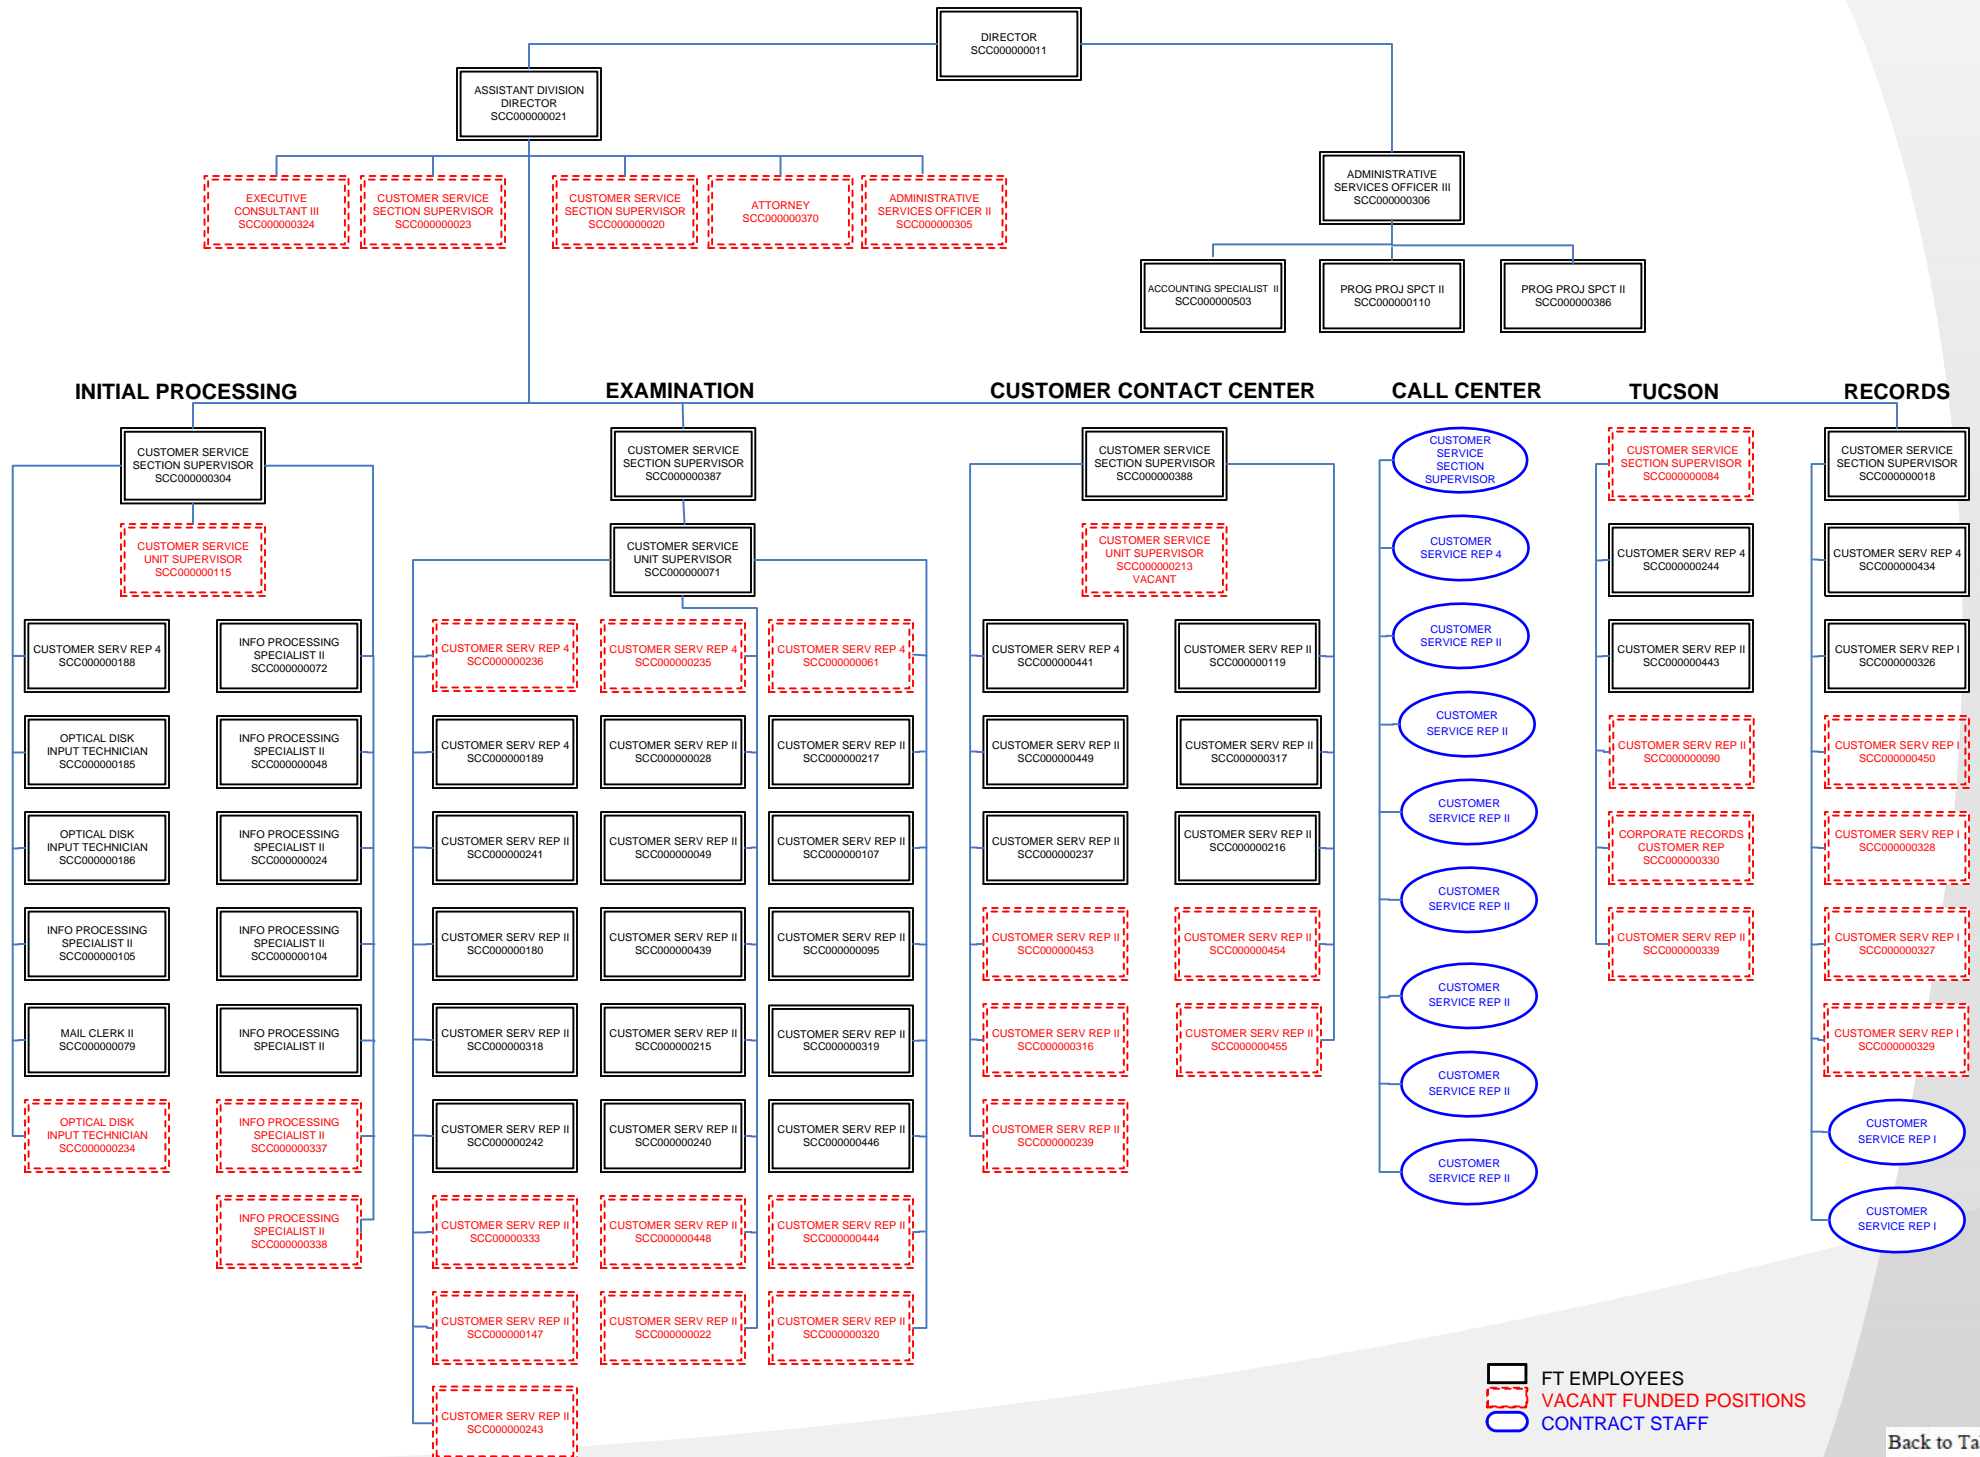 DIRECTOR
SCC000000011
ASSISTANT DIVISION
DIRECTOR
SCC000000021
EXECUTIVE
CONSULTANT III
SCC000000324
CUSTOMER SERVICE
SECTION SUPERVISOR
SCC000000023
CUSTOMER SERVICE
SECTION SUPERVISOR
SCC000000020
ATTORNEY
SCC000000370
ADMINISTRATIVE
SERVICES OFFICER II
SCC000000305
ADMINISTRATIVE
SERVICES OFFICER III
SCC000000306
ACCOUNTING SPECIALIST II
SCC000000503
PROG PROJ SPCT II
SCC000000110
PROG PROJ SPCT II
SCC000000386
INITIAL PROCESSING
CUSTOMER SERVICE
SECTION SUPERVISOR
SCC000000304
CUSTOMER SERVICE
UNIT SUPERVISOR
SCC000000115
CUSTOMER SERV REP 4
SCC000000188
OPTICAL DISK
INPUT TECHNICIAN
SCC000000185
OPTICAL DISK
INPUT TECHNICIAN
SCC000000186
INFO PROCESSING
SPECIALIST II
SCC000000105
MAIL CLERK II
SCC000000079
OPTICAL DISK
INPUT TECHNICIAN
SCC000000234
INFO PROCESSING
SPECIALIST II
SCC000000072
INFO PROCESSING
SPECIALIST II
SCC000000048
INFO PROCESSING
SPECIALIST II
SCC000000024
INFO PROCESSING
SPECIALIST II
SCC000000104
INFO PROCESSING
SPECIALIST II
INFO PROCESSING
SPECIALIST II
SCC000000337
INFO PROCESSING
SPECIALIST II
SCC000000338
EXAMINATION
CUSTOMER SERVICE
SECTION SUPERVISOR
SCC000000387
CUSTOMER SERVICE
UNIT SUPERVISOR
SCC000000071
CUSTOMER SERV REP 4
SCC000000236
CUSTOMER SERV REP 4
SCC000000189
CUSTOMER SERV REP II
SCC000000241
CUSTOMER SERV REP II
SCC000000180
CUSTOMER SERV REP II
SCC000000318
CUSTOMER SERV REP II
SCC000000242
CUSTOMER SERV REP II
SCC00000333
CUSTOMER SERV REP II
SCC000000147
CUSTOMER SERV REP II
SCC000000243
CUSTOMER SERV REP 4
SCC000000235
CUSTOMER SERV REP II
SCC000000028
CUSTOMER SERV REP II
SCC000000049
CUSTOMER SERV REP II
SCC000000439
CUSTOMER SERV REP II
SCC000000215
CUSTOMER SERV REP II
SCC000000240
CUSTOMER SERV REP II
SCC000000448
CUSTOMER SERV REP II
SCC000000022
CUSTOMER SERV REP 4
SCC000000061
CUSTOMER SERV REP II
SCC000000217
CUSTOMER SERV REP II
SCC000000107
CUSTOMER SERV REP II
SCC000000095
CUSTOMER SERV REP II
SCC000000319
CUSTOMER SERV REP II
SCC000000446
CUSTOMER SERV REP II
SCC000000444
CUSTOMER SERV REP II
SCC000000320
CUSTOMER CONTACT CENTER
CUSTOMER SERVICE
SECTION SUPERVISOR
SCC000000388
CUSTOMER SERVICE
UNIT SUPERVISOR
SCC000000213
VACANT
CUSTOMER SERV REP 4
SCC000000441
CUSTOMER SERV REP II
SCC000000449
CUSTOMER SERV REP II
SCC000000237
CUSTOMER SERV REP II
SCC000000453
CUSTOMER SERV REP II
SCC000000316
CUSTOMER SERV REP II
SCC000000239
CUSTOMER SERV REP II
SCC000000119
CUSTOMER SERV REP II
SCC000000317
CUSTOMER SERV REP II
SCC000000216
CUSTOMER SERV REP II
SCC000000454
CUSTOMER SERV REP II
SCC000000455
CALL CENTER
CUSTOMER
SERVICE
SECTION
SUPERVISOR
CUSTOMER
SERVICE REP 4
CUSTOMER
SERVICE REP II
CUSTOMER
SERVICE REP II
CUSTOMER
SERVICE REP II
CUSTOMER
SERVICE REP II
CUSTOMER
SERVICE REP II
CUSTOMER
SERVICE REP II
CUSTOMER
SERVICE REP II
TUCSON
CUSTOMER SERVICE
SECTION SUPERVISOR
SCC000000084
CUSTOMER SERV REP 4
SCC000000244
CUSTOMER SERV REP II
SCC000000443
CUSTOMER SERV REP II
SCC000000090
CORPORATE RECORDS
CUSTOMER REP
SCC000000330
CUSTOMER SERV REP II
SCC000000339
RECORDS
CUSTOMER SERVICE
SECTION SUPERVISOR
SCC000000018
CUSTOMER SERV REP 4
SCC000000434
CUSTOMER SERV REP I
SCC000000326
CUSTOMER SERV REP I
SCC000000450
CUSTOMER SERV REP I
SCC000000328
CUSTOMER SERV REP I
SCC000000327
CUSTOMER SERV REP I
SCC000000329
CUSTOMER
SERVICE REP I
CUSTOMER
SERVICE REP I
FT EMPLOYEES
VACANT FUNDED POSITIONS
CONTRACT STAFF
Back to Ta